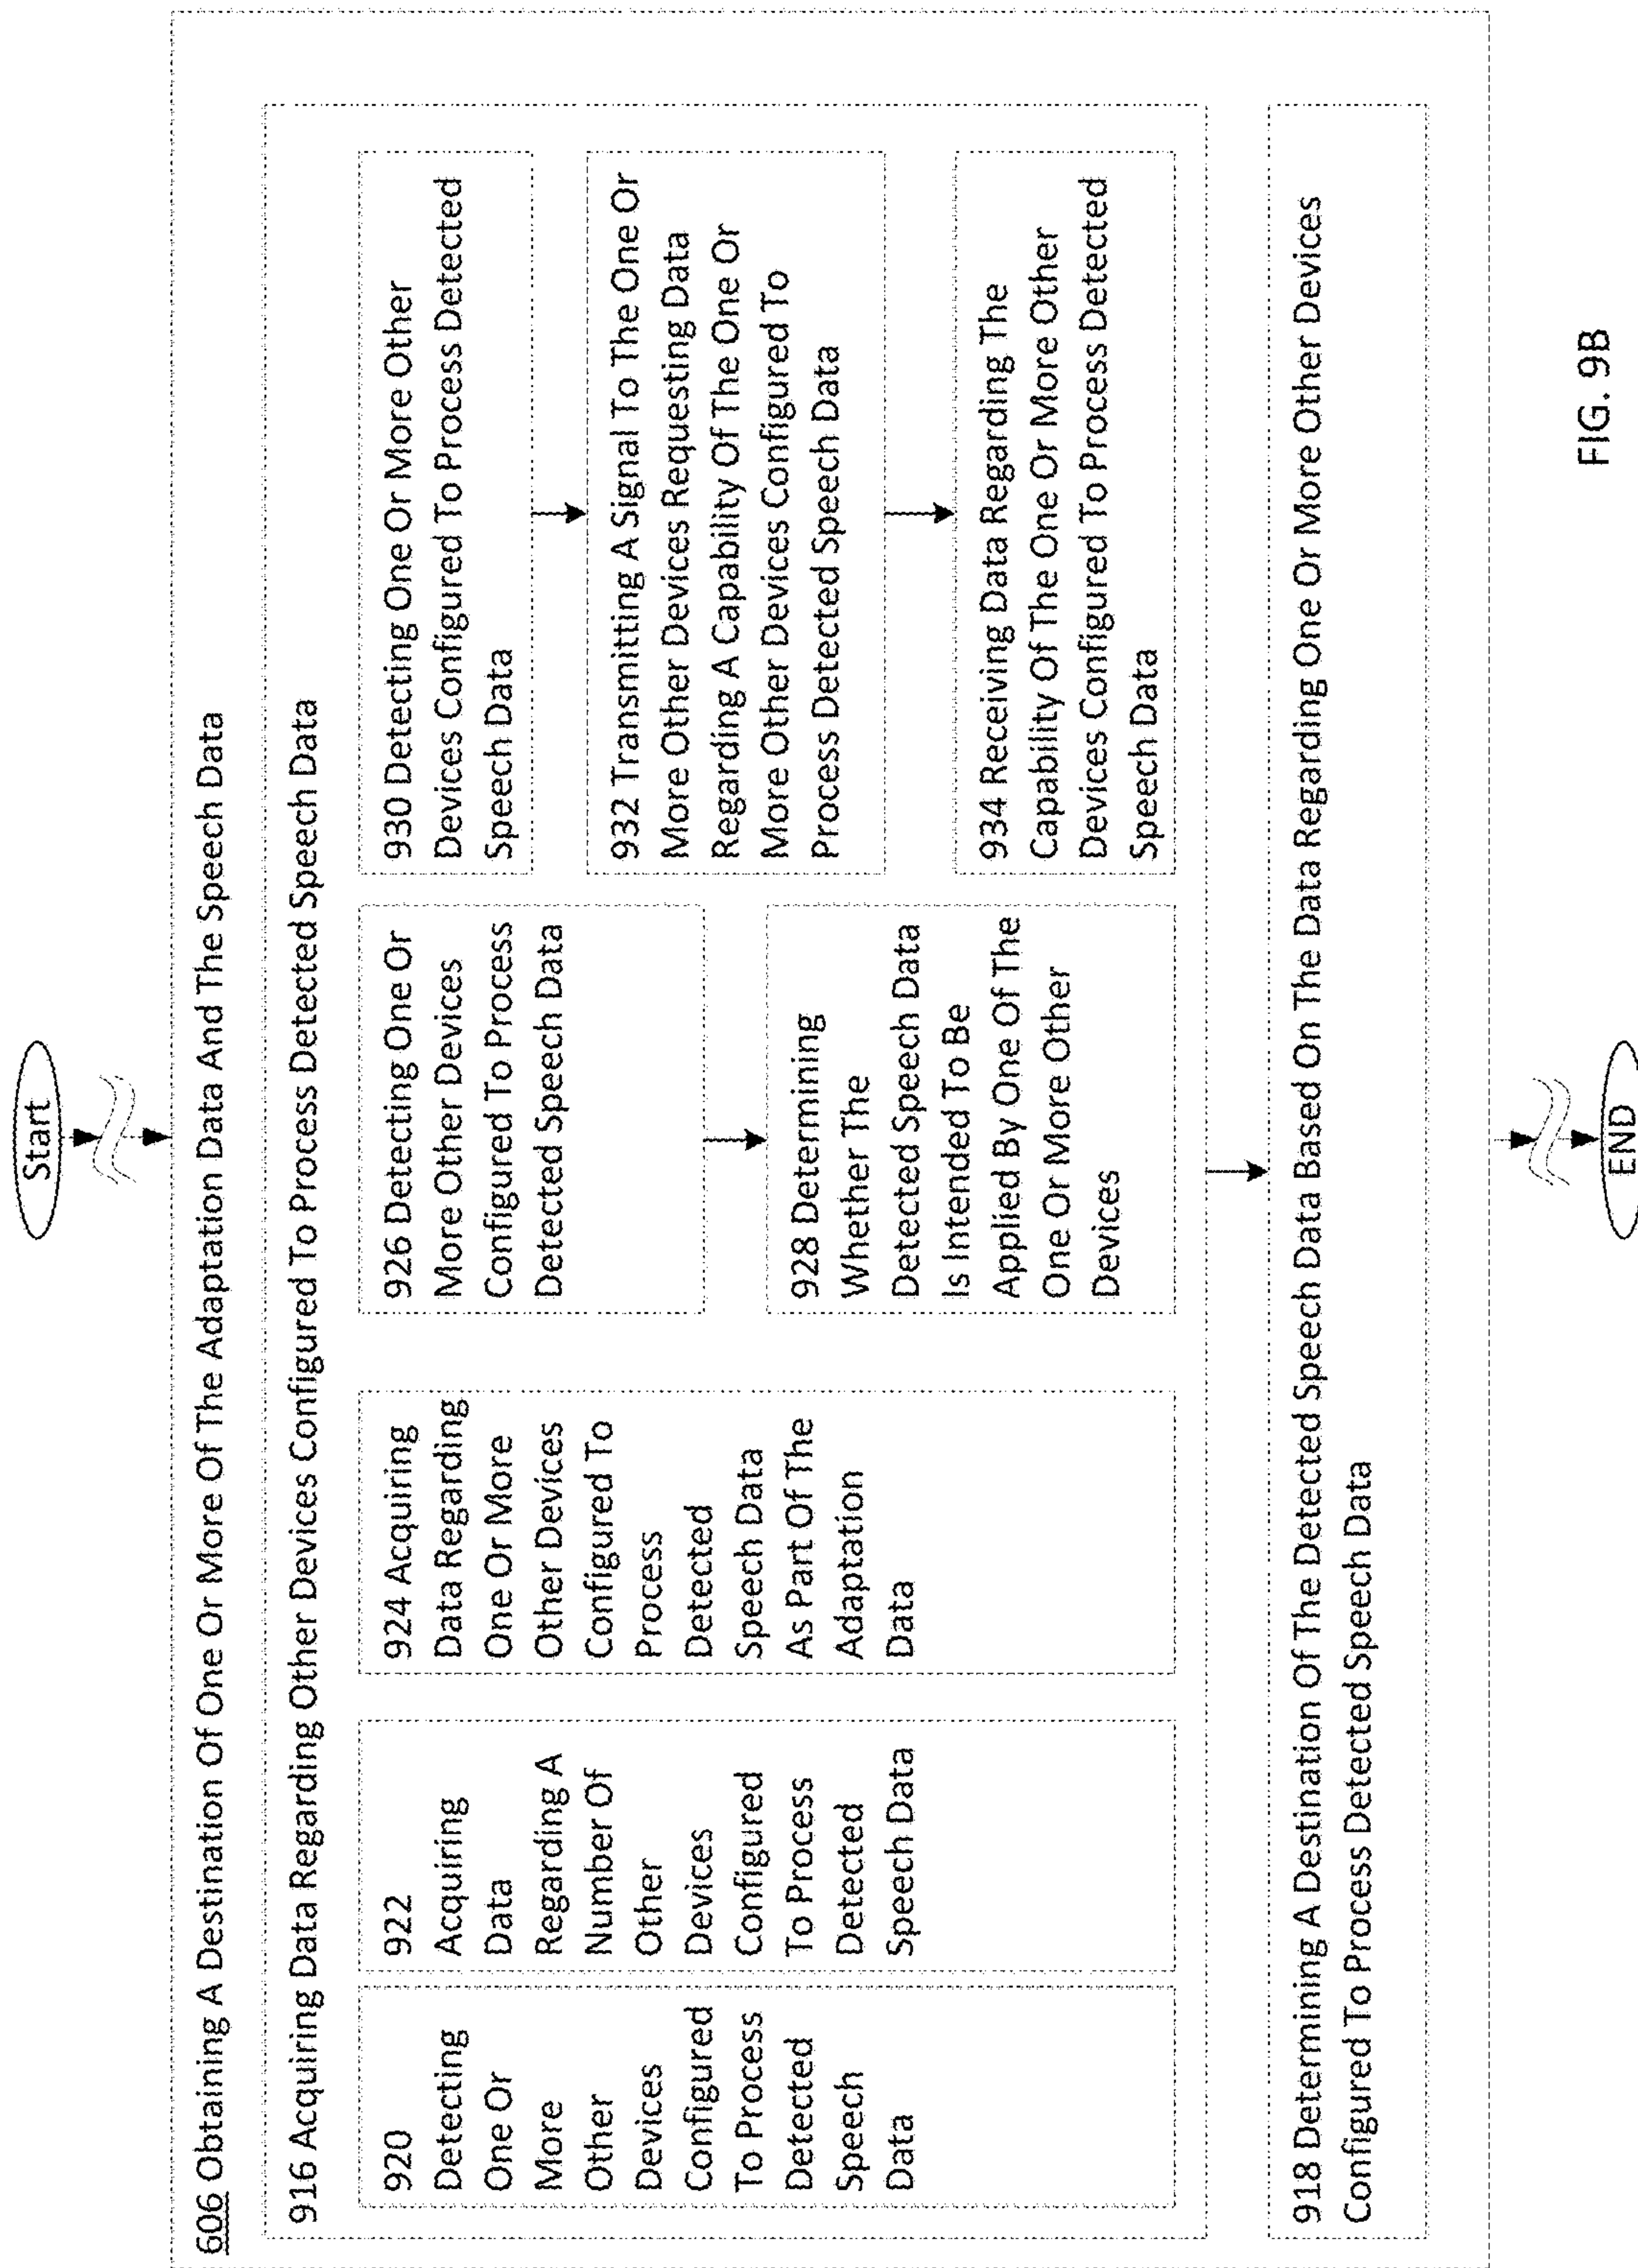 Start
606 Obtaining A Destination Of One Or More Of The Adaptation Data And The Speech Data
916 Acquiring Data Regarding Other Devices Configured To Process Detected Speech Data
920
Detecting
One Or
More
Other
Devices
Configured
To Process
Detected
Speech
Data
922
Acquiring
Data
Regarding A
Number Of
Other
Devices
Configured
To Process
Detected
Speech Data
924 Acquiring
Data Regarding
One Or More
Other Devices
Configured To
Process
Detected
Speech Data
As Part Of The
Adaptation
Data
926 Detecting One Or
More Other Devices
Configured To Process
Detected Speech Data
928 Determining
Whether The
Detected Speech Data
Is Intended To Be
Applied By One Of The
One Or More Other
Devices
930 Detecting One Or More Other
Devices Configured To Process Detected
Speech Data
932 Transmitting A Signal To The One Or
More Other Devices Requesting Data
Regarding A Capability Of The One Or
More Other Devices Configured To
Process Detected Speech Data
934 Receiving Data Regarding The
Capability Of The One Or More Other
Devices Configured To Process Detected
Speech Data
918 Determining A Destination Of The Detected Speech Data Based On The Data Regarding One Or More Other Devices
Configured To Process Detected Speech Data
END
FIG. 9B